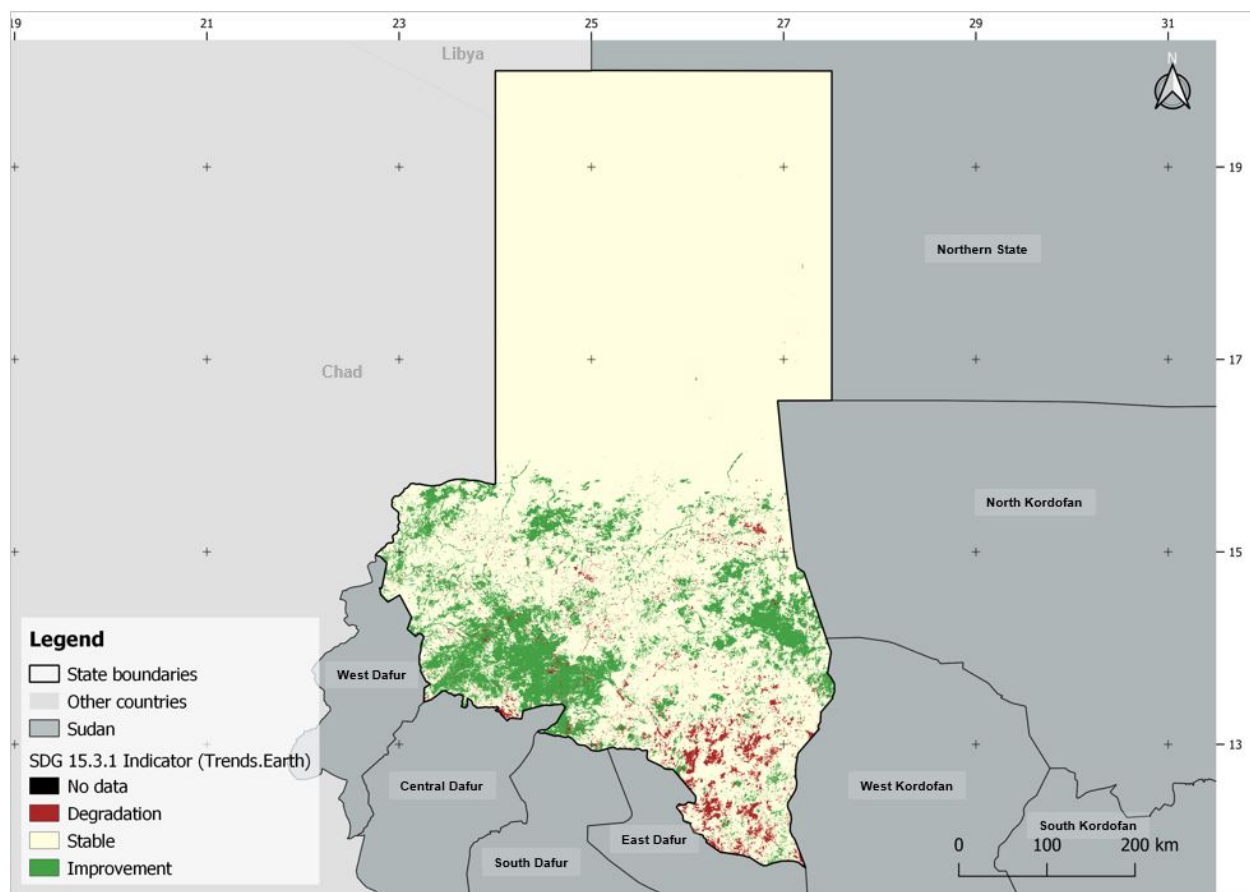 19 21 23 25 27 29 31
Libya
N
19
Northern State
17
Chad
North Kordofan
15
Legend
State boundaries
Other countries
Sudan
SDG 15.3.1 Indicator (Trends.Earth)
No data
Degradation
Stable
Improvement
West Dafur
13
Central Dafur
West Kordofan
East Dafur
South Kordofan
South Dafur
0 100 200 km